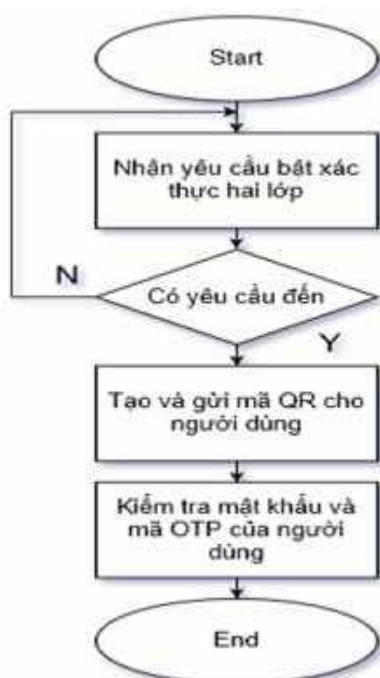 Start
Nhận yêu cầu bật xác
thực hai lớp
N
Có yêu cầu đến
Y
Tạo và gửi mã QR cho
người dùng
Kiểm tra mật khẩu và
mã OTP của người
dùng
End